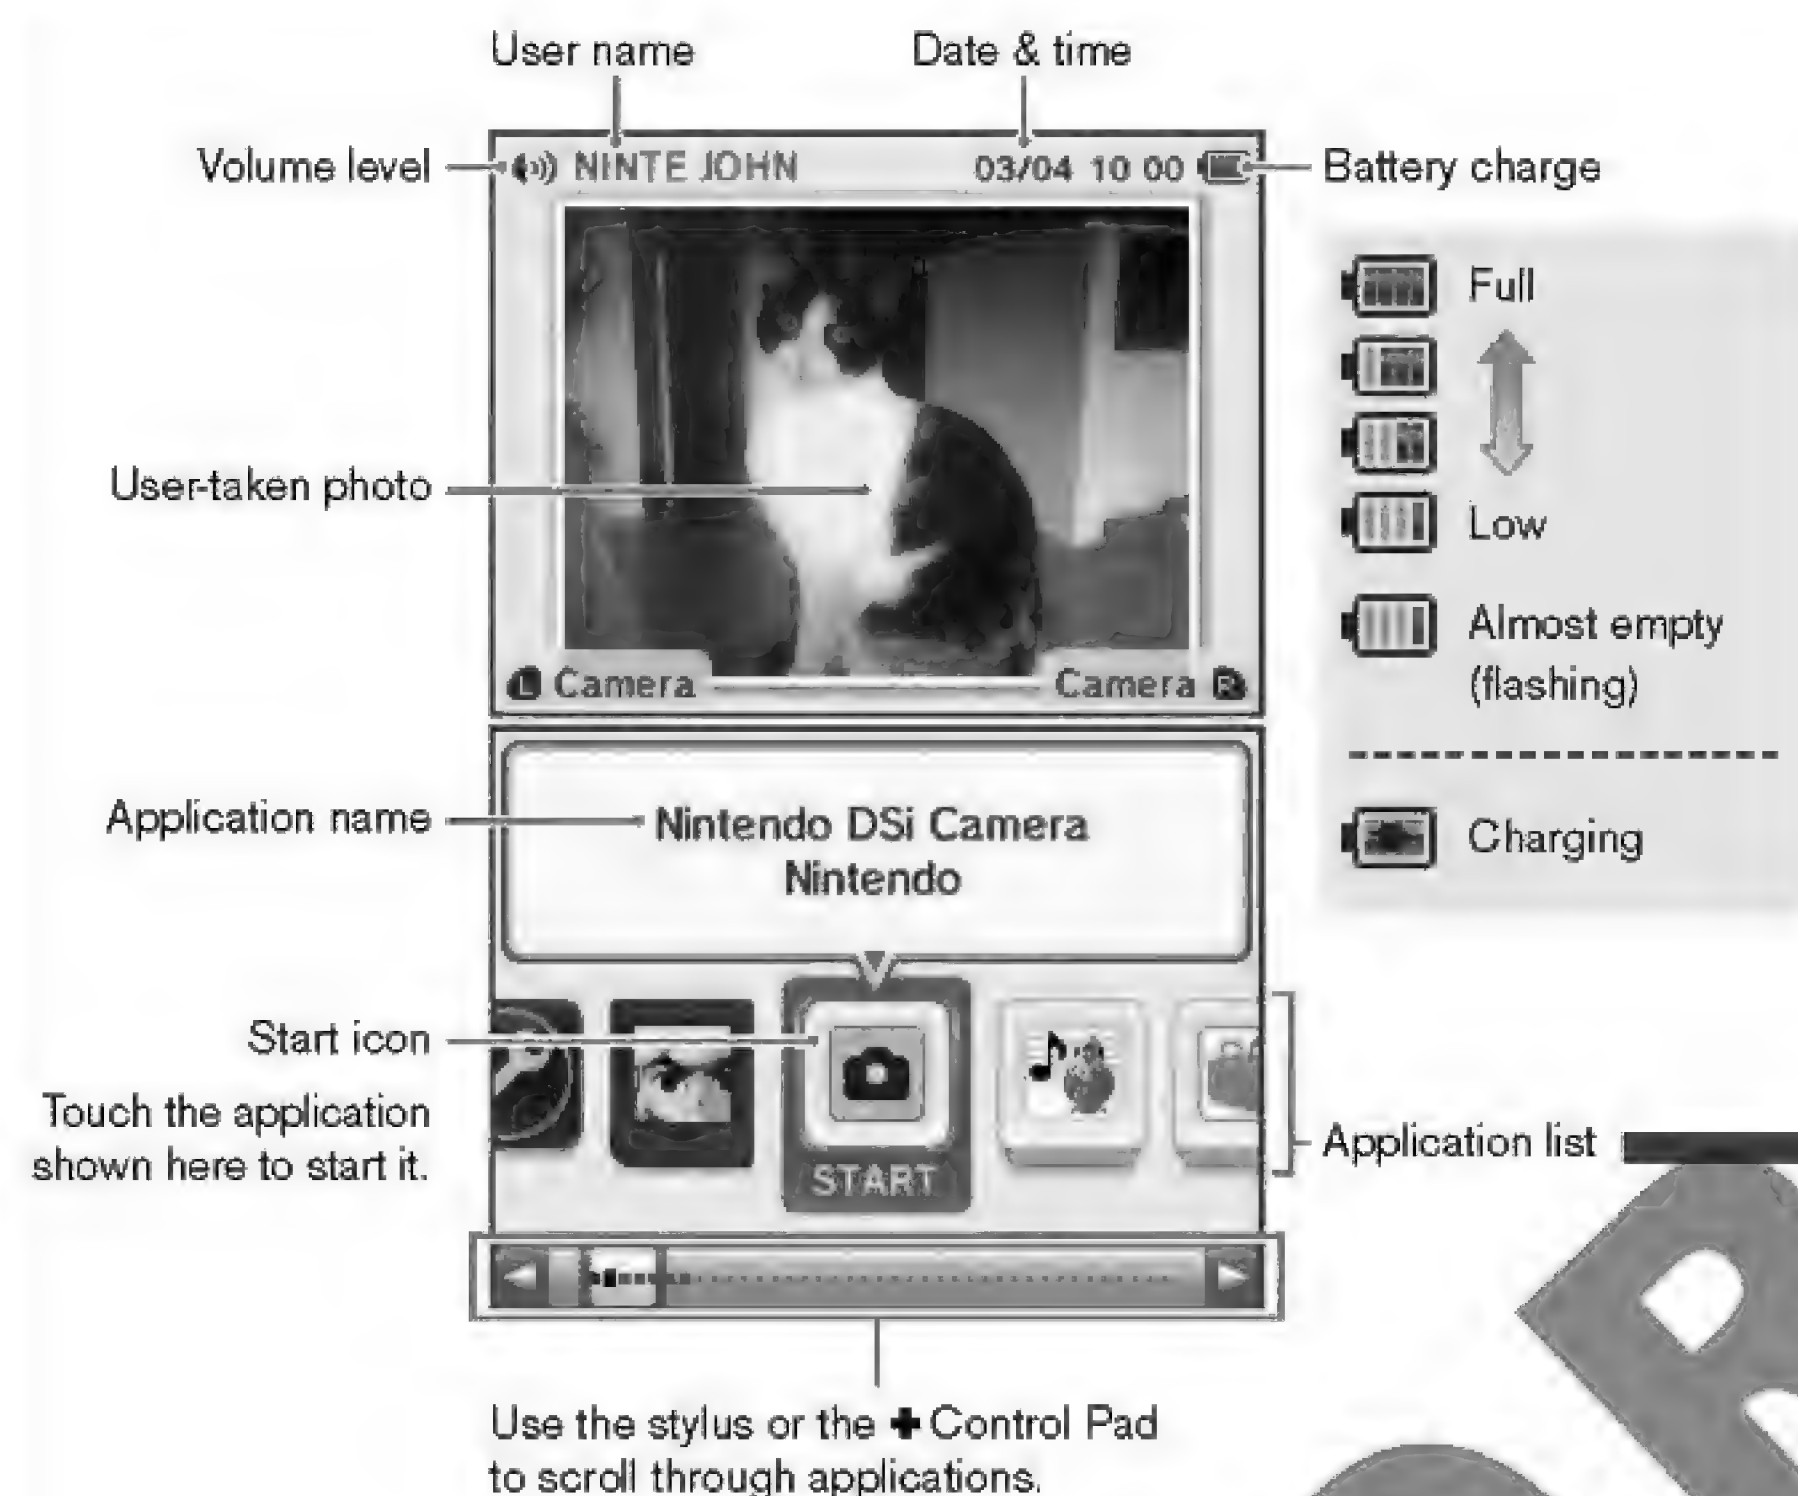 User name
Date & time
Volume level
NINTE JOHN
03/04 10 00
Battery charge
Full
User-taken photo
Low
Almost empty
(flashing)
L Camera
Camera R
Application name
Nintendo DSi Camera
Nintendo
Charging
Start icon
Touch the application
shown here to start it.
START
Application list
Use the stylus or the ✚Control Pad
to scroll through applications.